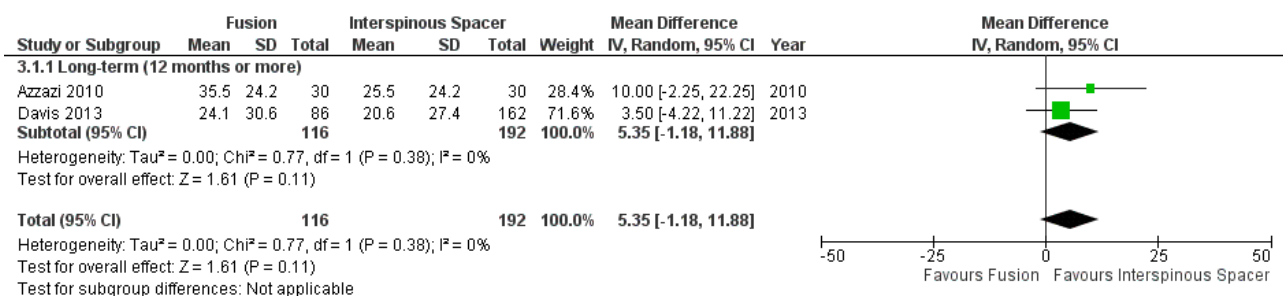 Fusion Interspinous Spacer Mean Difference Mean Difference
Study or Subgroup Mean SD Total Mean SD Total Weight IV, Random, 95% CI Year IV, Random, 95% CI
3.1.1 Long-term (12 months or more)
Azzazi 2010 35.5 24.2 30 25.5 24.2 30 28.4% 10.00 [-2.25, 22.25] 2010
Davis 2013 24.1 30.6 86 20.6 27.4 162 71.6% 3.50 [-4.22, 11.22] 2013
Subtotal (95% CI) 116 192 100.0% 5.35 [-1.18, 11.88]
Heterogeneity: Tau² = 0.00; Chi² = 0.77, df = 1 (P = 0.38); I² = 0%
Test for overall effect: Z = 1.61 (P = 0.11)
Total (95% CI) 116 192 100.0% 5.35 [-1.18, 11.88]
Heterogeneity: Tau² = 0.00; Chi² = 0.77, df = 1 (P = 0.38); I² = 0%
Test for overall effect: Z = 1.61 (P = 0.11)
Test for subgroup differences: Not applicable
-50 -25 0 25 50
Favours Fusion Favours Interspinous Spacer